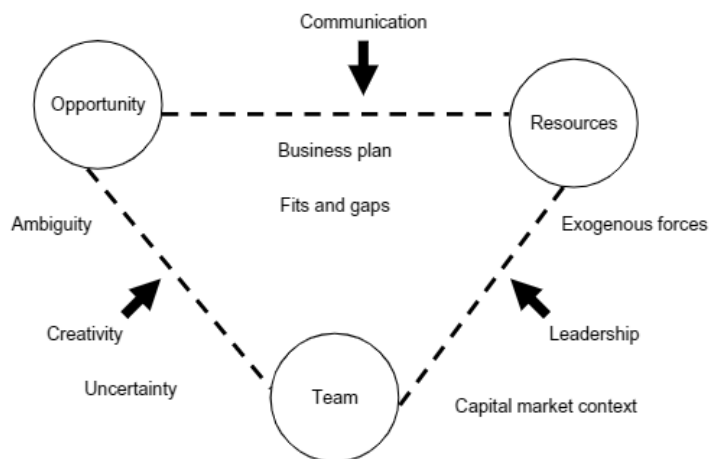 Communication
Opportunity
Resources
Business plan
Fits and gaps
Ambiguity
Exogenous forces
Creativity
Leadership
Uncertainty
Team
Capital market context